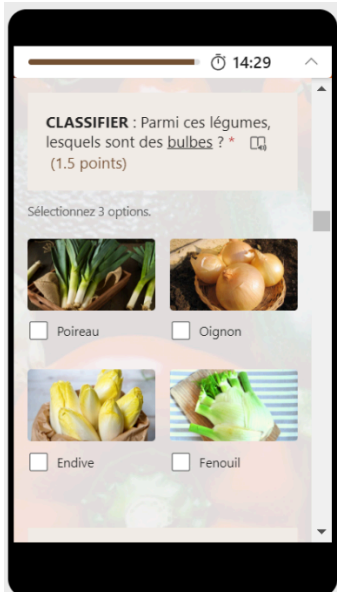 14:29
CLASSIFIER : Parmi ces légumes,
lesquels sont des bulbes ? *
(1.5 points)
Sélectionnez 3 options.
Poireau
Oignon
Endive
Fenouil